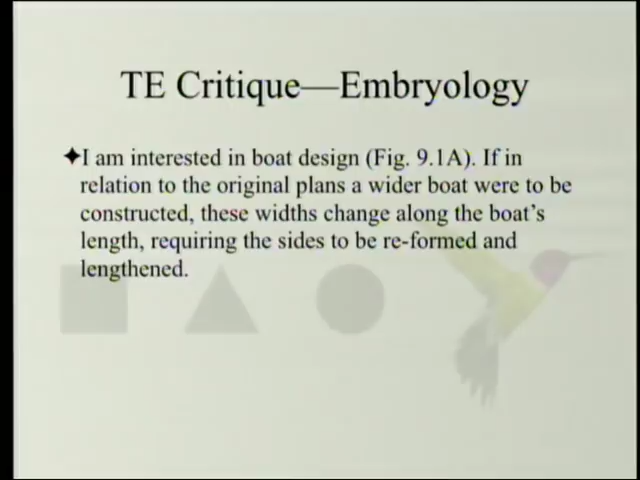 TE Critique—Embryology
✦I am interested in boat design (Fig. 9.1A). If in
relation to the original plans a wider boat were to be
constructed, these widths change along the boat's
length, requiring the sides to be re-formed and
lengthened.